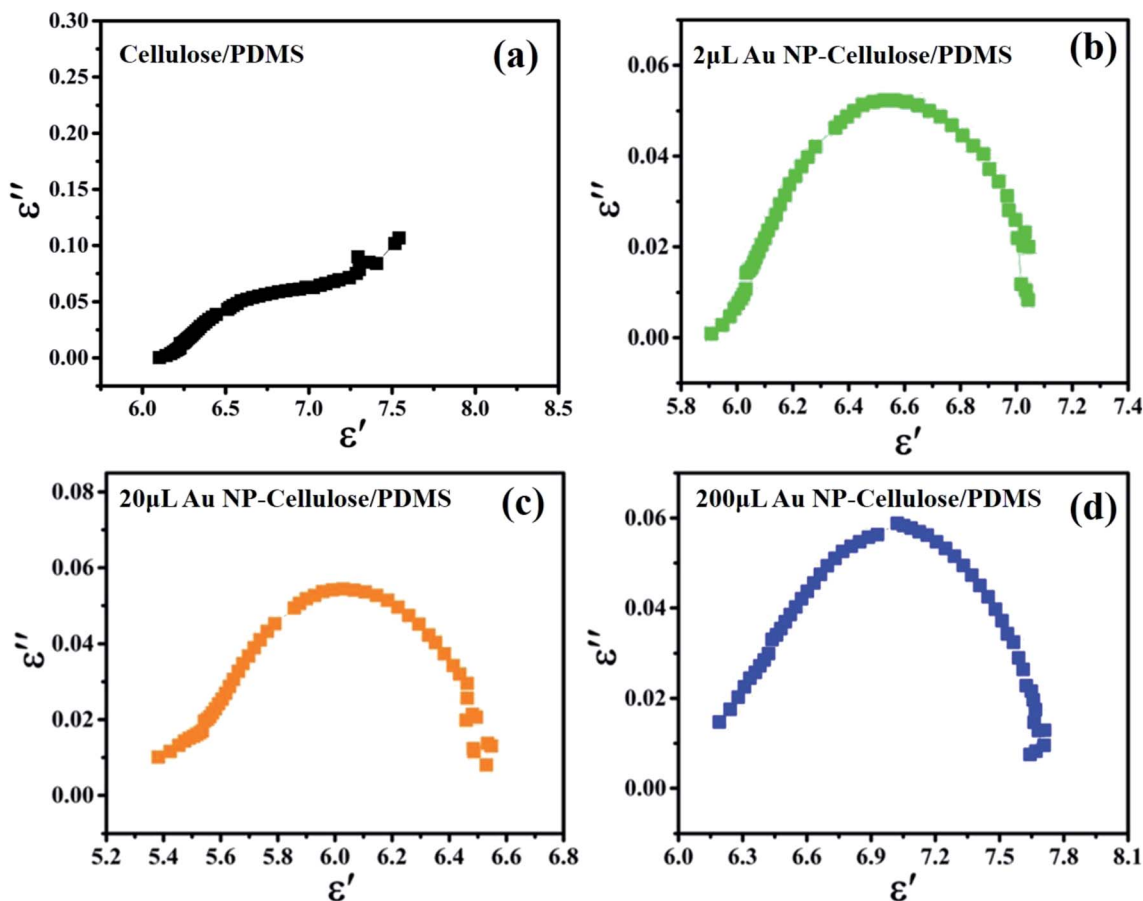 Cellulose/PDMS (a)
0.30
0.25
0.20
0.15
0.10
0.05
0.00
ε″
6.0 6.5 7.0 7.5 8.0 8.5
ε′
2μL Au NP-Cellulose/PDMS (b)
0.06
0.04
0.02
0.00
ε″
5.8 6.0 6.2 6.4 6.6 6.8 7.0 7.2 7.4
ε′
20μL Au NP-Cellulose/PDMS (c)
0.08
0.06
0.04
0.02
0.00
ε″
5.2 5.4 5.6 5.8 6.0 6.2 6.4 6.6 6.8
ε′
200μL Au NP-Cellulose/PDMS (d)
0.06
0.04
0.02
0.00
ε″
6.0 6.3 6.6 6.9 7.2 7.5 7.8 8.1
ε′